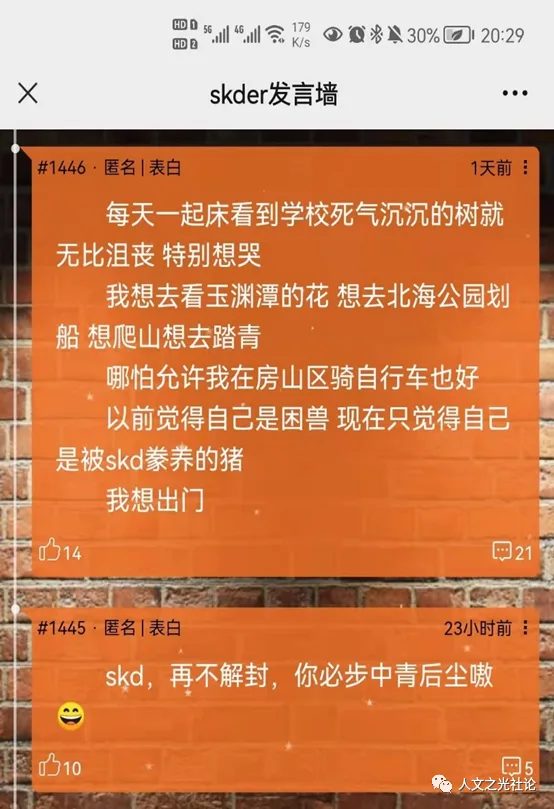 HD 1 5G 4G 179 30% 20:29
HD 2 K/s
skder发言墙
#1446 · 匿名 | 表白 1天前
每天一起床看到学校死气沉沉的树就
无比沮丧 特别想哭
我想去看玉渊潭的花 想去北海公园划
船 想爬山想去踏青
哪怕允许我在房山区骑自行车也好
以前觉得自己是困兽 现在只觉得自己
是被skd豢养的猪
我想出门
14 21
#1445 · 匿名 | 表白 23小时前
skd，再不解封，你必步中青后尘嗷
10 5
人文之光社论